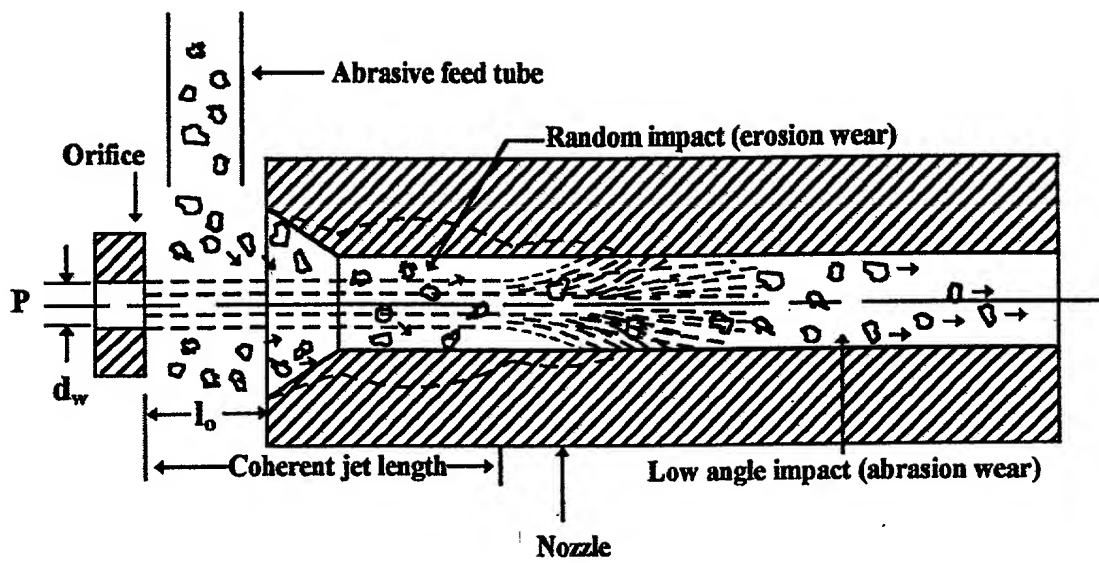 Abrasive feed tube
Random impact (erosion wear)
Orifice
P
d_w
l_o
Coherent jet length
Low angle impact (abrasion wear)
Nozzle